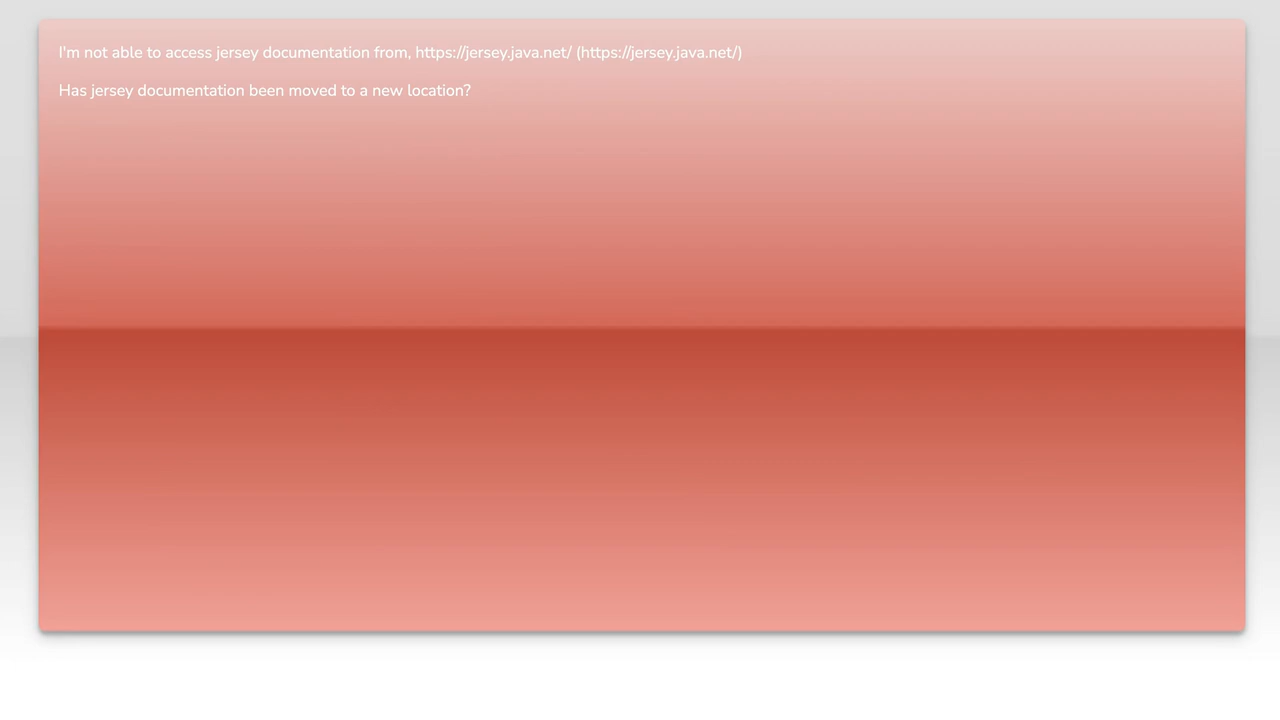 I'm not able to access jersey documentation from, https://jersey.java.net/ (https://jersey.java.net/)
Has jersey documentation been moved to a new location?